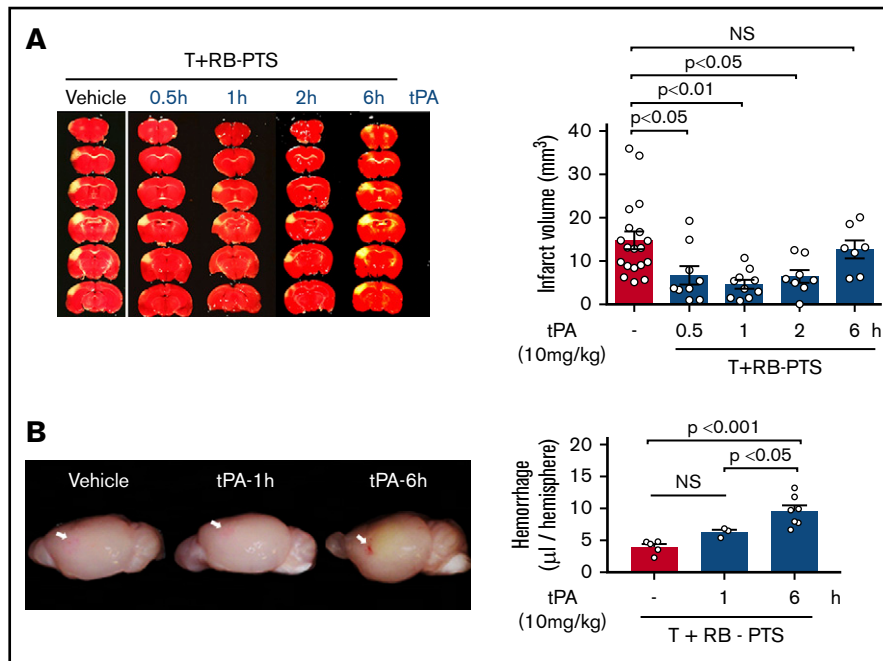 A
T+RB-PTS
Vehicle 0.5h 1h 2h 6h tPA
NS
p<0.05
p<0.01
p<0.05
Infarct volume (mm³)
40
30
20
10
0
tPA - 0.5 1 2 6 h
(10mg/kg)
T+RB-PTS
B
Vehicle tPA-1h tPA-6h
p <0.001
p <0.05
NS
Hemorrhage
(µl / hemisphere)
20
15
10
5
0
tPA - 1 6 h
(10mg/kg)
T + RB - PTS